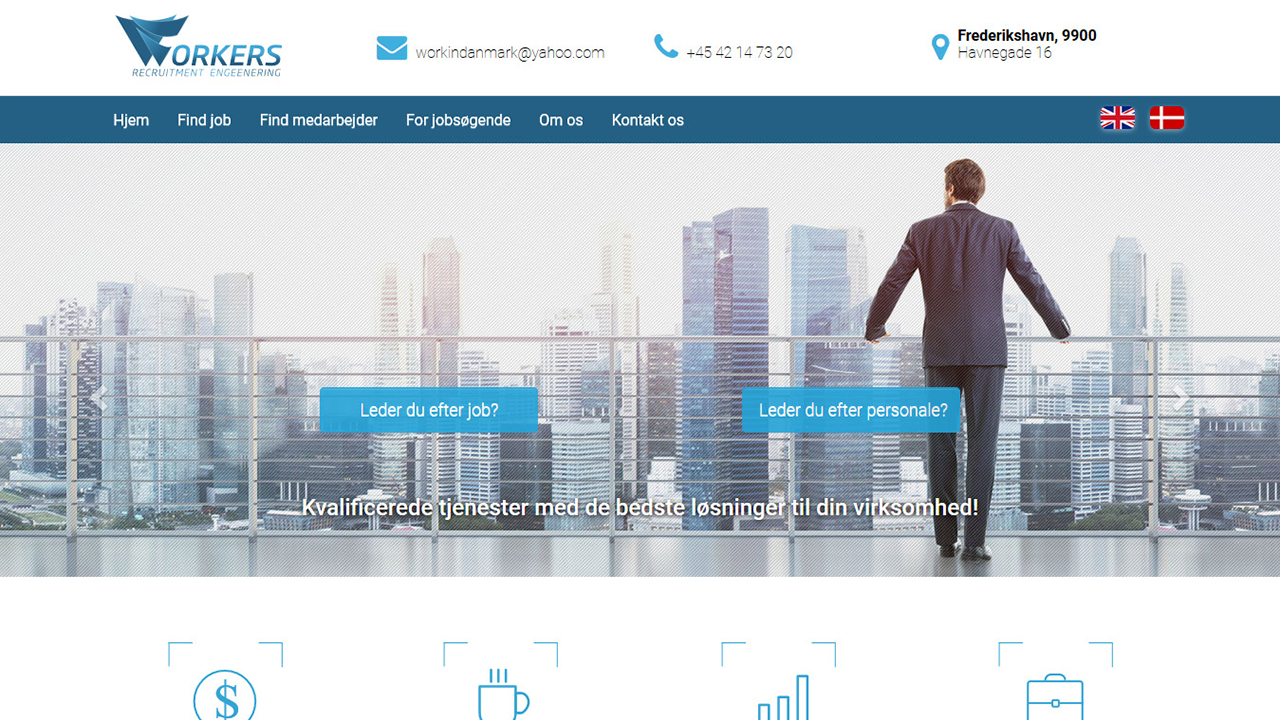 WORKERS
RECRUITMENT ENGEENERING
workindanmark@yahoo.com
+45 42 14 73 20
Frederikshavn, 9900
Havnegade 16
Hjem Find job Find medarbejder For jobsøgende Om os Kontakt os
Leder du efter job?
Leder du efter personale?
Kvalificerede tjenester med de bedste løsninger til din virksomhed!
$